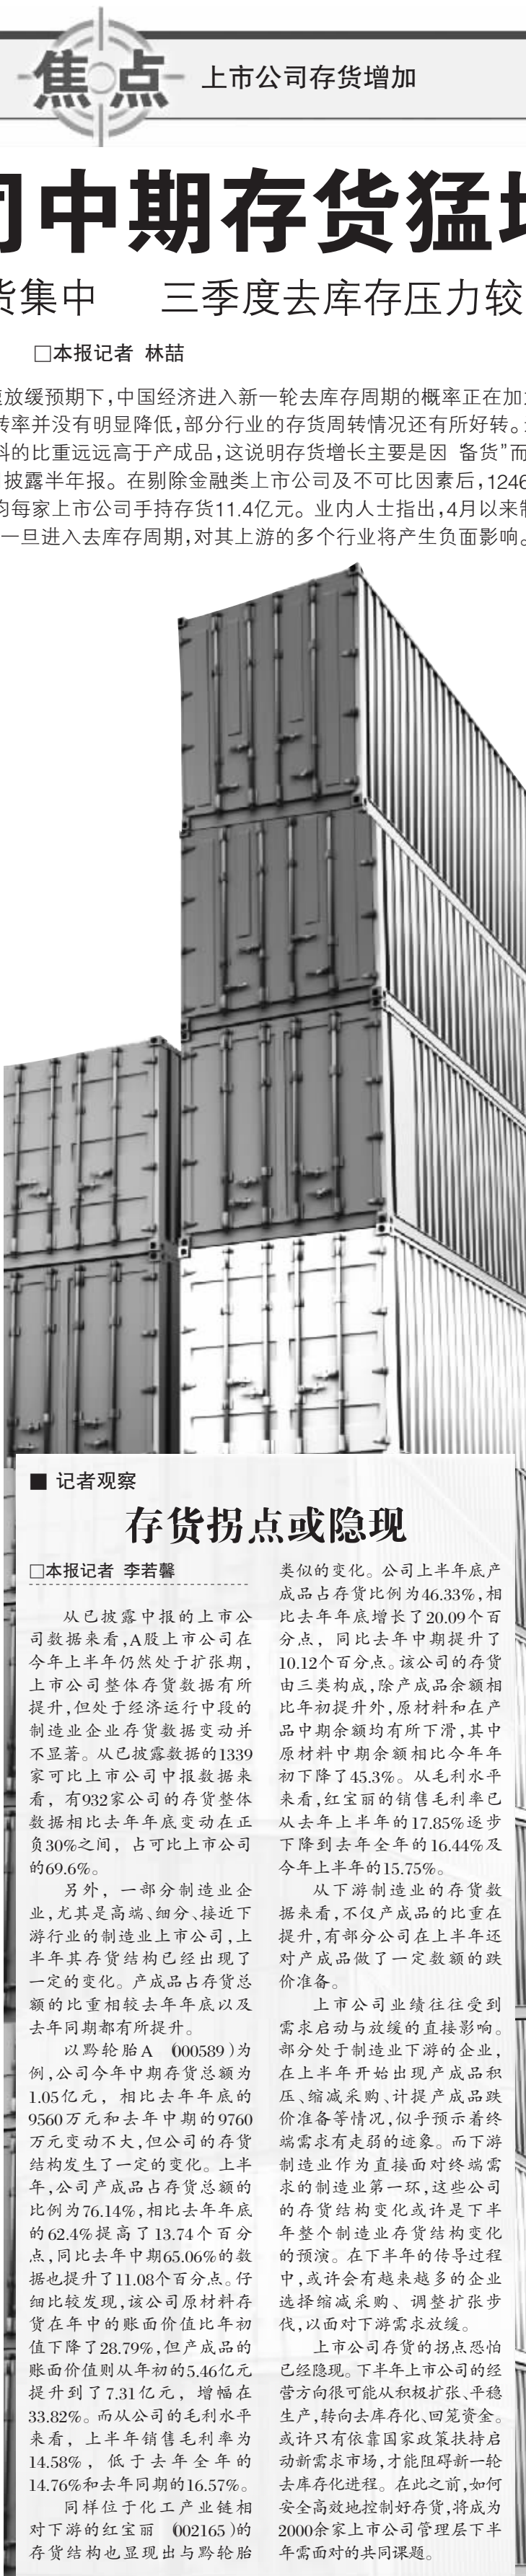 焦点
上市公司存货增加
中期存货猛
货集中 三季度去库存压力较
□本报记者 林喆
放缓预期下，中国经济进入新一轮去库存周期的概率正在加
转率并没有明显降低，部分行业的存货周转情况还有所好转。
料的比重远远高于产成品，这说明存货增长主要是因“备货”而
披露半年报。在剔除金融类上市公司及不可比因素后，1246
均每家上市公司手持存货11.4亿元。业内人士指出，4月以来
一旦进入去库存周期，对其上游的多个行业将产生负面影响。
■ 记者观察
存货拐点或隐现
□本报记者 李若馨
从已披露中报的上市公
司数据来看，A股上市公司在
今年上半年仍然处于扩张期，
上市公司整体存货数据有所
提升，但处于经济运行中段的
制造业企业存货数据变动并
不显著。从已披露数据的1339
家可比上市公司中报数据来
看，有932家公司的存货整体
数据相比去年年底变动在正
负30%之间，占可比上市公司
的69.6%。
另外，一部分制造业企
业，尤其是高端、细分、接近下
游行业的制造业上市公司，上
半年其存货结构已经出现了
一定的变化。产成品占存货总
额的比重相较去年年底以及
去年同期都有所提升。
以黔轮胎A（000589）为
例，公司今年中期存货总额为
1.05亿元，相比去年年底的
9560万元和去年中期的9760
万元变动不大，但公司的存货
结构发生了一定的变化。上半
年，公司产成品占存货总额的
比例为76.14%，相比去年年底
的62.4%提高了13.74个百分
点，同比去年中期65.06%的数
据也提升了11.08个百分点。仔
细比较发现，该公司原材料存
货在年中的账面价值比年初
值下降了28.79%，但产成品的
账面价值则从年初的5.46亿元
提升到了7.31亿元，增幅在
33.82%。而从公司的毛利水平
来看，上半年销售毛利率为
14.58%，低于去年全年的
14.76%和去年同期的16.57%。
同样位于化工产业链相
对下游的红宝丽（002165）的
存货结构也显现出与黔轮胎
类似的变化。公司上半年底产
成品占存货比例为46.33%，相
比去年年底增长了20.09个百
分点，同比去年中期提升了
10.12个百分点。该公司的存货
由三类构成，除产成品余额相
比年初提升外，原材料和在产
品中期余额均有所下滑，其中
原材料中期余额相比今年年
初下降了45.3%。从毛利水平
来看，红宝丽的销售毛利率已
从去年上半年的17.85%逐步
下降到去年全年的16.44%及
今年上半年的15.75%。
从下游制造业的存货数
据来看，不仅产成品的比重在
提升，有部分公司在上半年还
对产成品做了一定数额的跌
价准备。
上市公司业绩往往受到
需求启动与放缓的直接影响。
部分处于制造业下游的企业，
在上半年开始出现产成品积
压、缩减采购、计提产成品跌
价准备等情况，似乎预示着终
端需求有走弱的迹象。而下游
制造业作为直接面对终端需
求的制造业第一环，这些公司
的存货结构变化或许是下半
年整个制造业存货结构变化
的预演。在下半年的传导过程
中，或许会有越来越多的企业
选择缩减采购、调整扩张步
伐，以面对下游需求放缓。
上市公司存货的拐点恐怕
已经隐现。下半年上市公司的经
营方向很可能从积极扩张、平稳
生产，转向去库存化、回笼资金。
或许只有依靠国家政策扶持启
动新需求市场，才能阻碍新一轮
去库存化进程。在此之前，如何
安全高效地控制好存货，将成为
2000余家上市公司管理层下半
年需面对的共同课题。